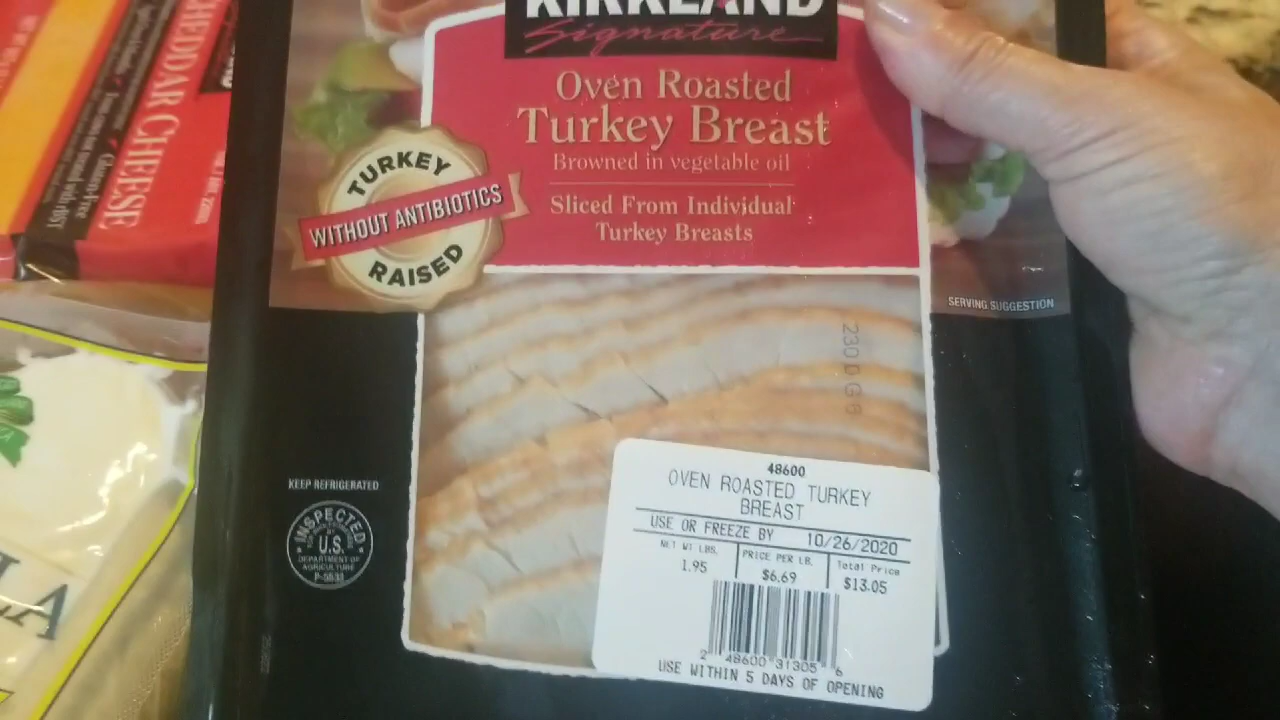 KIRKLAND
Signature
Oven Roasted
Turkey Breast
Browned in vegetable oil
Sliced From Individual
Turkey Breasts
TURKEY
WITHOUT ANTIBIOTICS
RAISED
SERVING SUGGESTION
CHEDDAR CHEESE
230 D G 6
KEEP REFRIGERATED
INSPECTED
U.S.
DEPARTMENT OF
AGRICULTURE
48600
OVEN ROASTED TURKEY
BREAST
USE OR FREEZE BY 10/26/2020
NET WT LBS. PRICE PER LB. Total Price
1.95 $6.69 $13.05
2 48600 31305 6
USE WITHIN 5 DAYS OF OPENING
LA